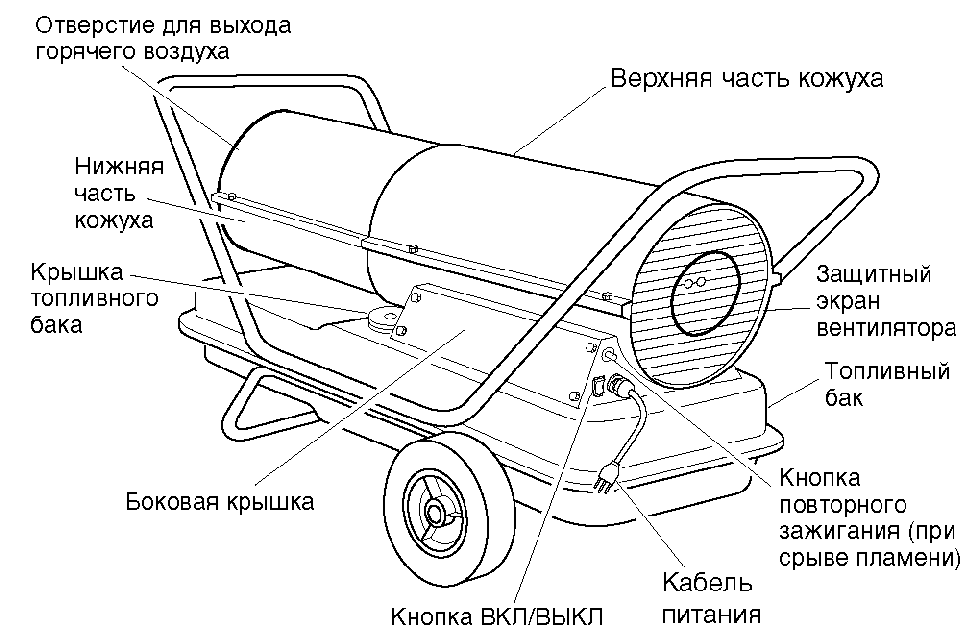 Отверстие для выхода
горячего воздуха
Верхняя часть кожуха
Нижняя
часть
кожуха
Крышка
топливного
бака
Защитный
экран
вентилятора
Топливный
бак
Боковая крышка
Кнопка
повторного
зажигания (при
срыве пламени)
Кабель
питания
Кнопка ВКЛ/ВЫКЛ